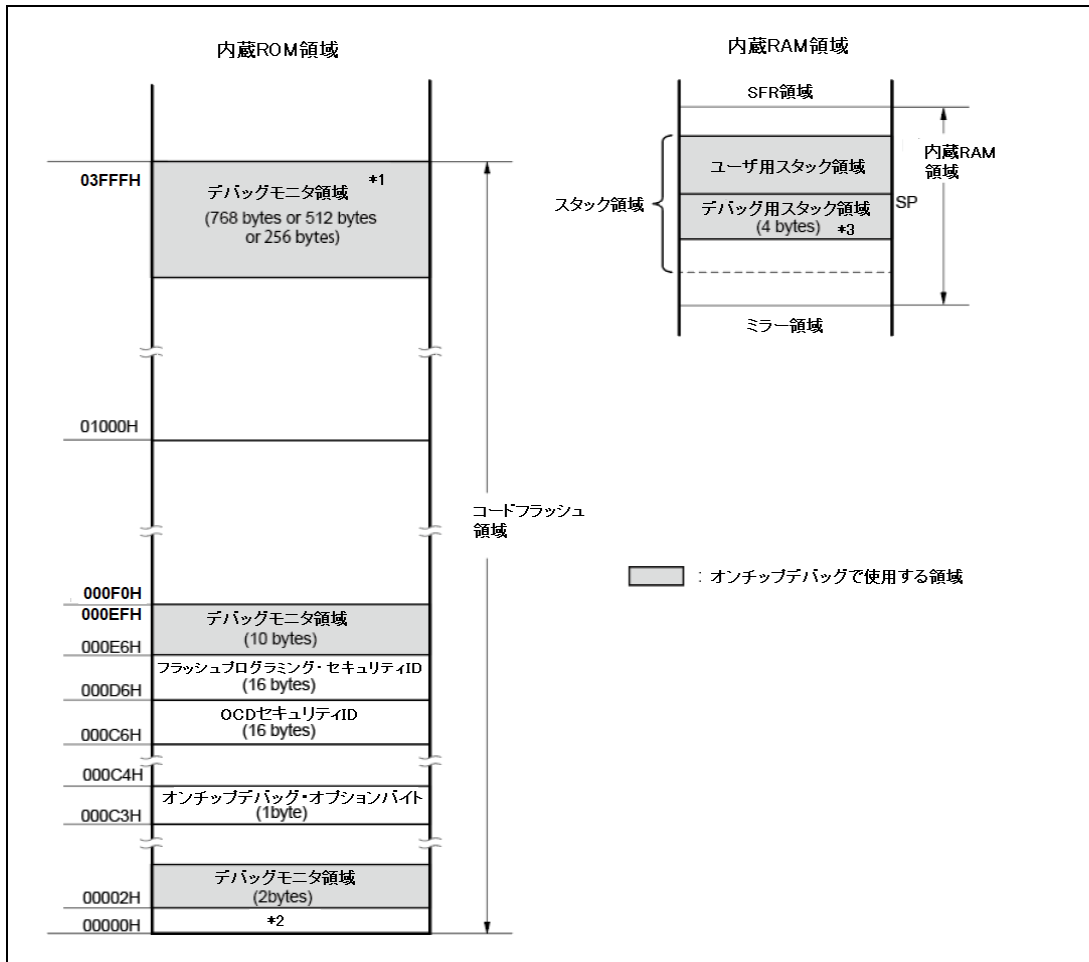 内蔵ROM領域
03FFFH
デバッグモニタ領域 *1
(768 bytes or 512 bytes
or 256 bytes)
01000H
コードフラッシュ
領域
000F0H
000EFH
デバッグモニタ領域
(10 bytes)
000E6H
フラッシュプログラミング・セキュリティID
(16 bytes)
000D6H
OCDセキュリティID
(16 bytes)
000C6H
000C4H
オンチップデバッグ・オプションバイト
(1byte)
000C3H
デバッグモニタ領域
(2bytes)
00002H
*2
00000H
内蔵RAM領域
SFR領域
内蔵RAM
領域
ユーザ用スタック領域
スタック領域
SP
デバッグ用スタック領域
(4 bytes) *3
ミラー領域
: オンチップデバッグで使用する領域